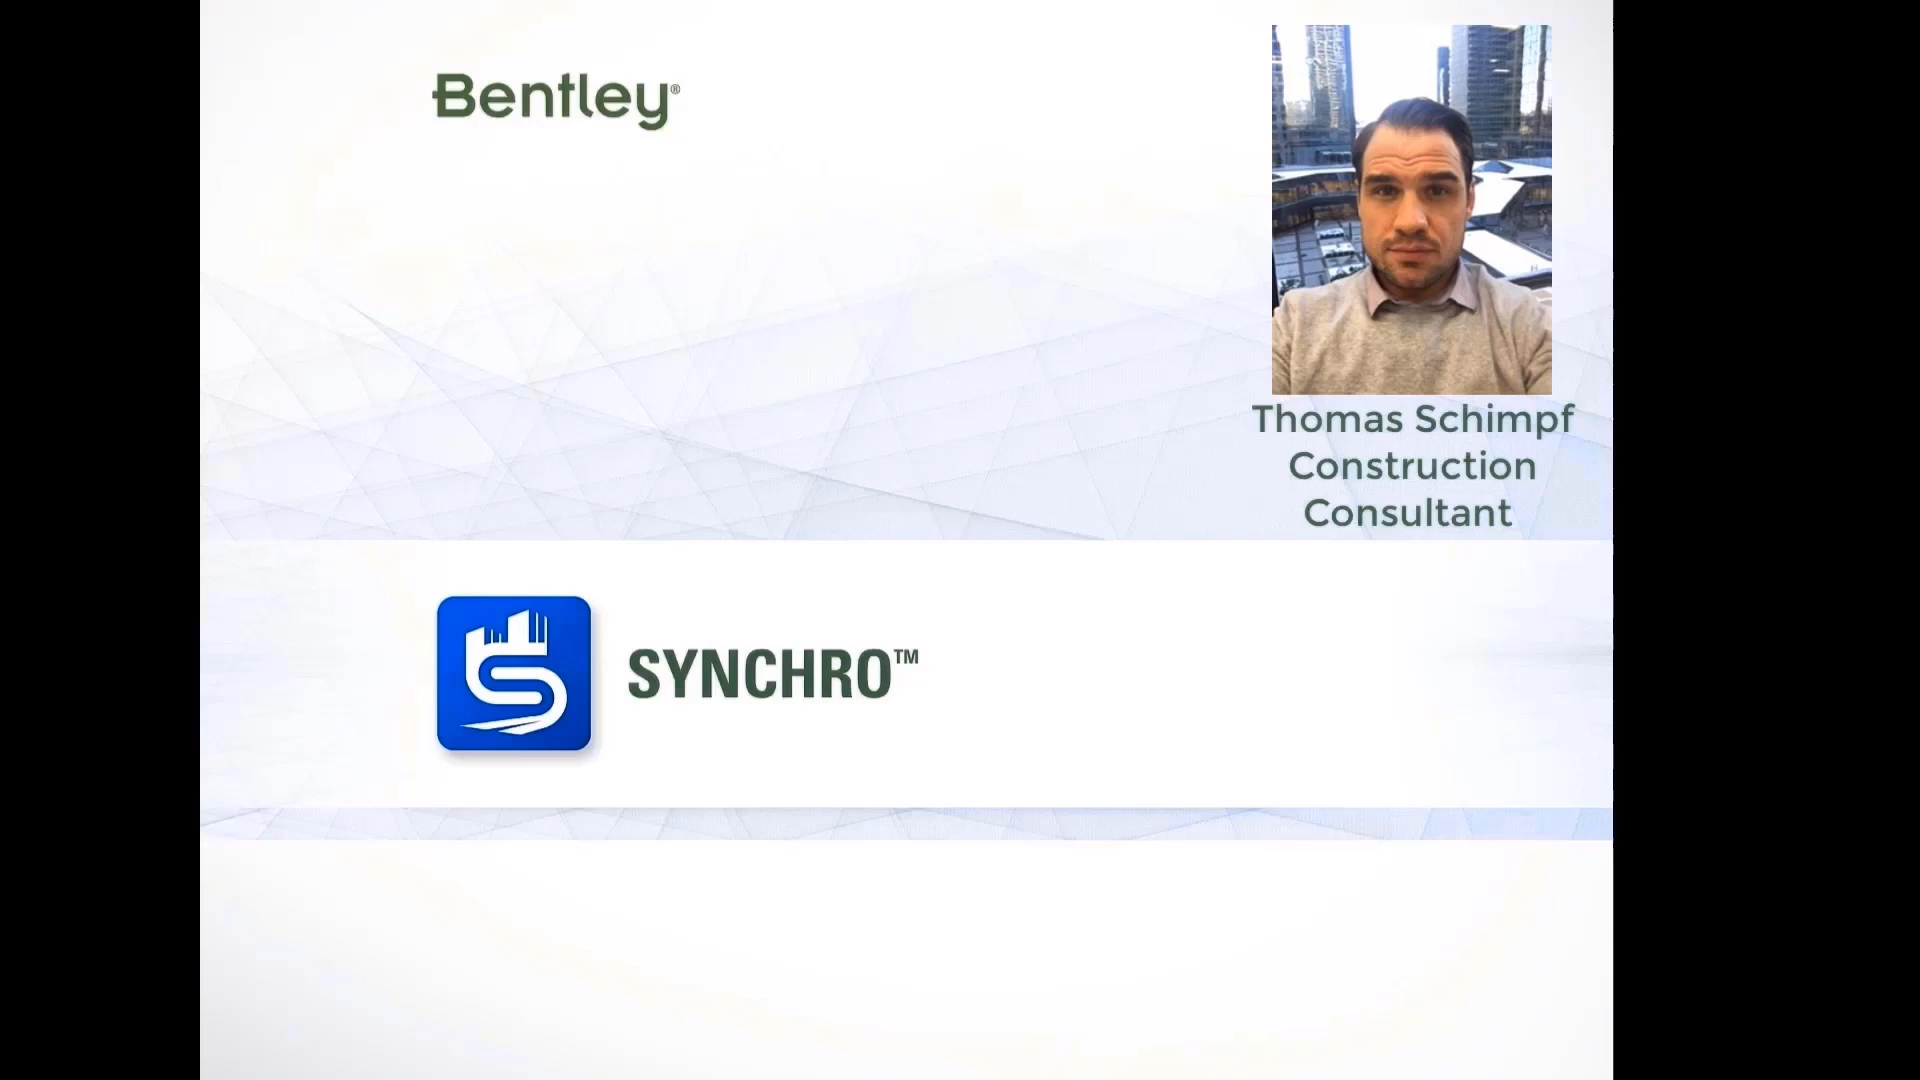 Bentley®
Thomas Schimpf
Construction
Consultant
SYNCHRO™